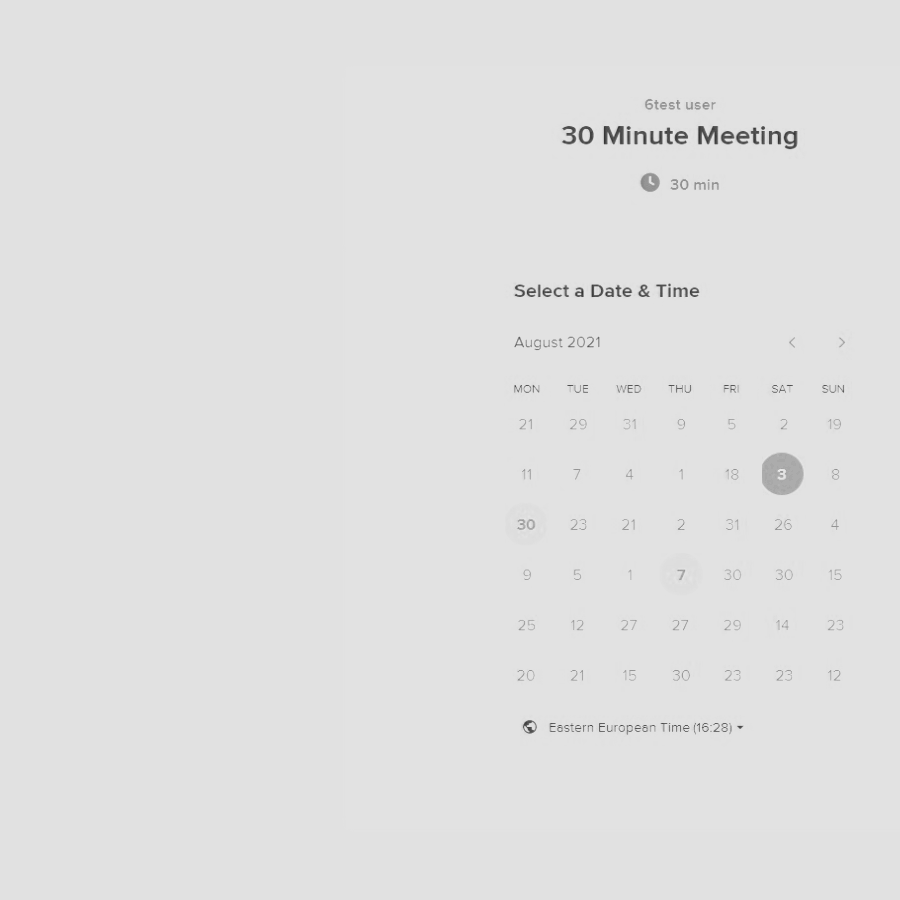 6test user
30 Minute Meeting
30 min
Select a Date & Time
August 2021
MON TUE WED THU FRI SAT SUN
21 29 31 9 5 2 19
11 7 4 1 18 3 8
30 23 21 2 31 26 4
9 5 1 7 30 30 15
25 12 27 27 29 14 23
20 21 15 30 23 23 12
Eastern European Time (16:28)